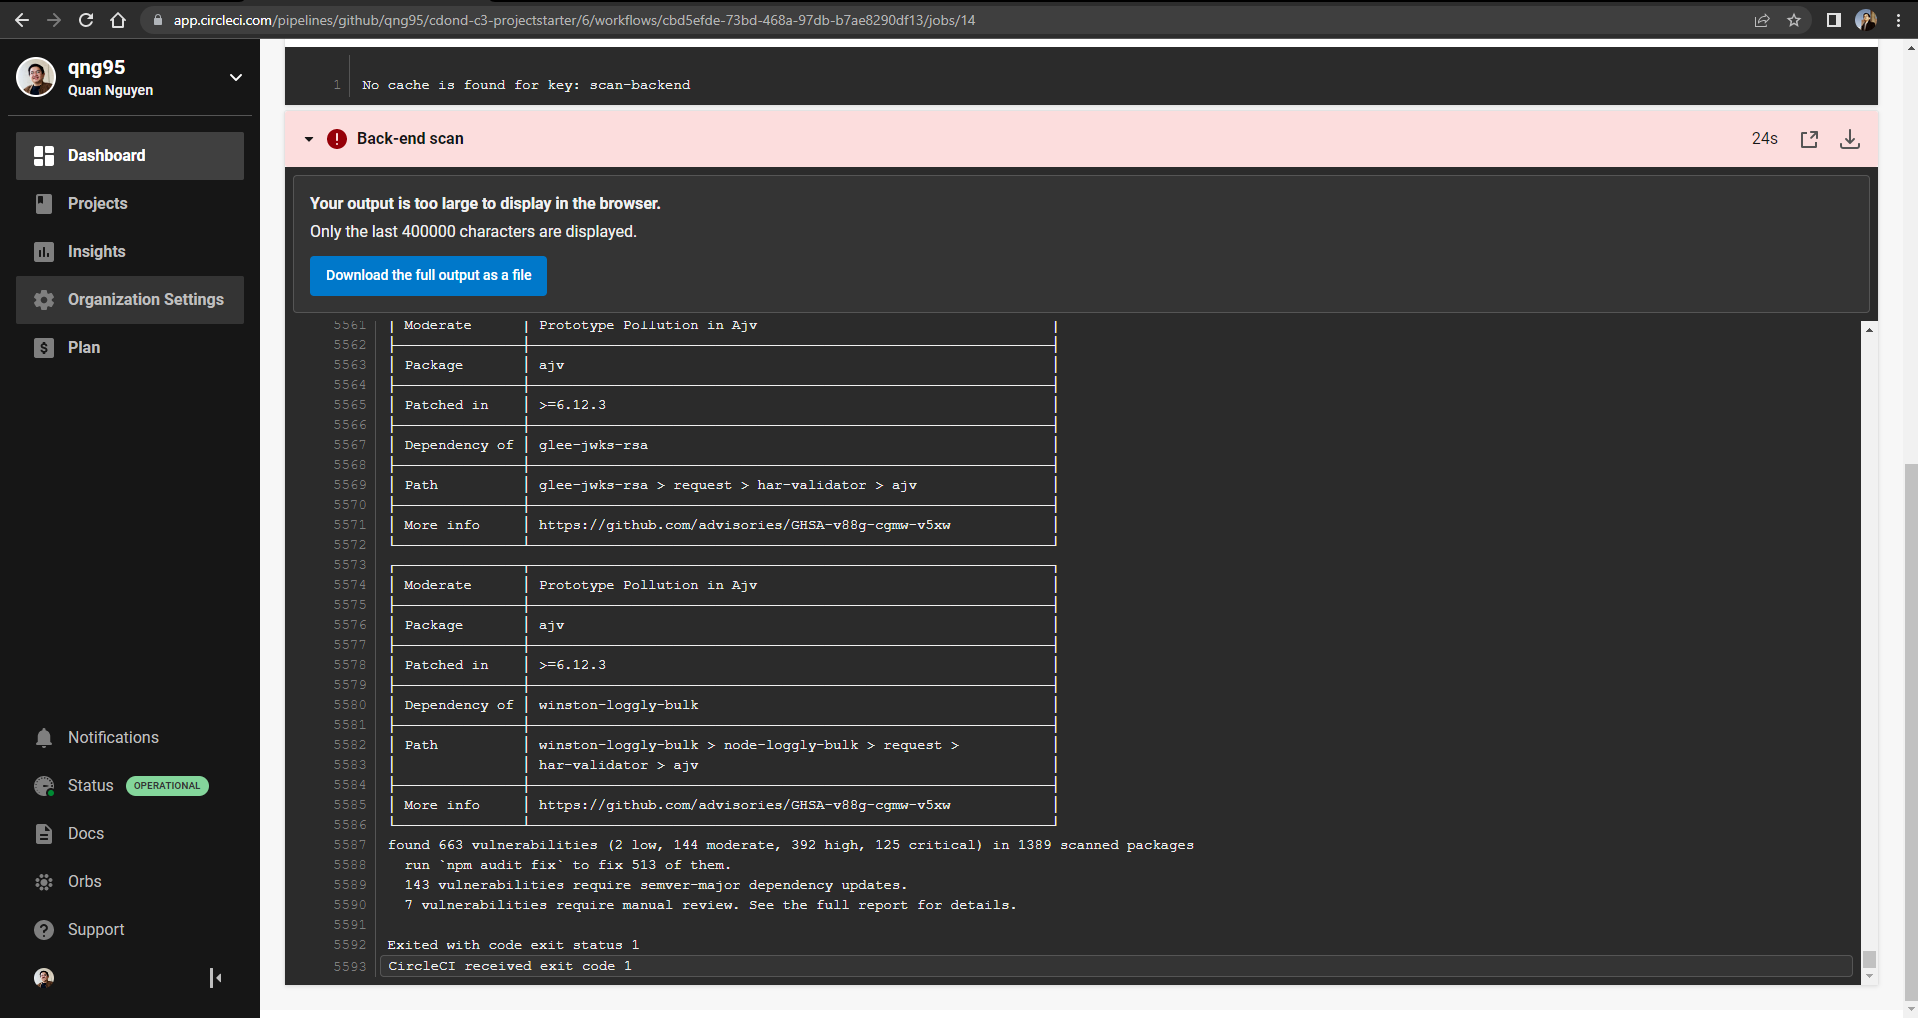 app.circleci.com/pipelines/github/qng95/cdond-c3-projectstarter/6/workflows/cbd5efde-73bd-468a-97db-b7ae8290df13/jobs/14
qng95
Quan Nguyen
Dashboard
Projects
Insights
Organization Settings
Plan
Notifications
Status OPERATIONAL
Docs
Orbs
Support
1 No cache is found for key: scan-backend
Back-end scan 24s
Your output is too large to display in the browser.
Only the last 400000 characters are displayed.
Download the full output as a file
5561 Moderate Prototype Pollution in Ajv
5562
5563 Package ajv
5564
5565 Patched in >=6.12.3
5566
5567 Dependency of glee-jwks-rsa
5568
5569 Path glee-jwks-rsa > request > har-validator > ajv
5570
5571 More info https://github.com/advisories/GHSA-v88g-cgmw-v5xw
5572
5573
5574 Moderate Prototype Pollution in Ajv
5575
5576 Package ajv
5577
5578 Patched in >=6.12.3
5579
5580 Dependency of winston-loggly-bulk
5581
5582 Path winston-loggly-bulk > node-loggly-bulk > request >
5583 har-validator > ajv
5584
5585 More info https://github.com/advisories/GHSA-v88g-cgmw-v5xw
5586
5587 found 663 vulnerabilities (2 low, 144 moderate, 392 high, 125 critical) in 1389 scanned packages
5588 run `npm audit fix` to fix 513 of them.
5589 143 vulnerabilities require semver-major dependency updates.
5590 7 vulnerabilities require manual review. See the full report for details.
5591
5592 Exited with code exit status 1
5593 CircleCI received exit code 1